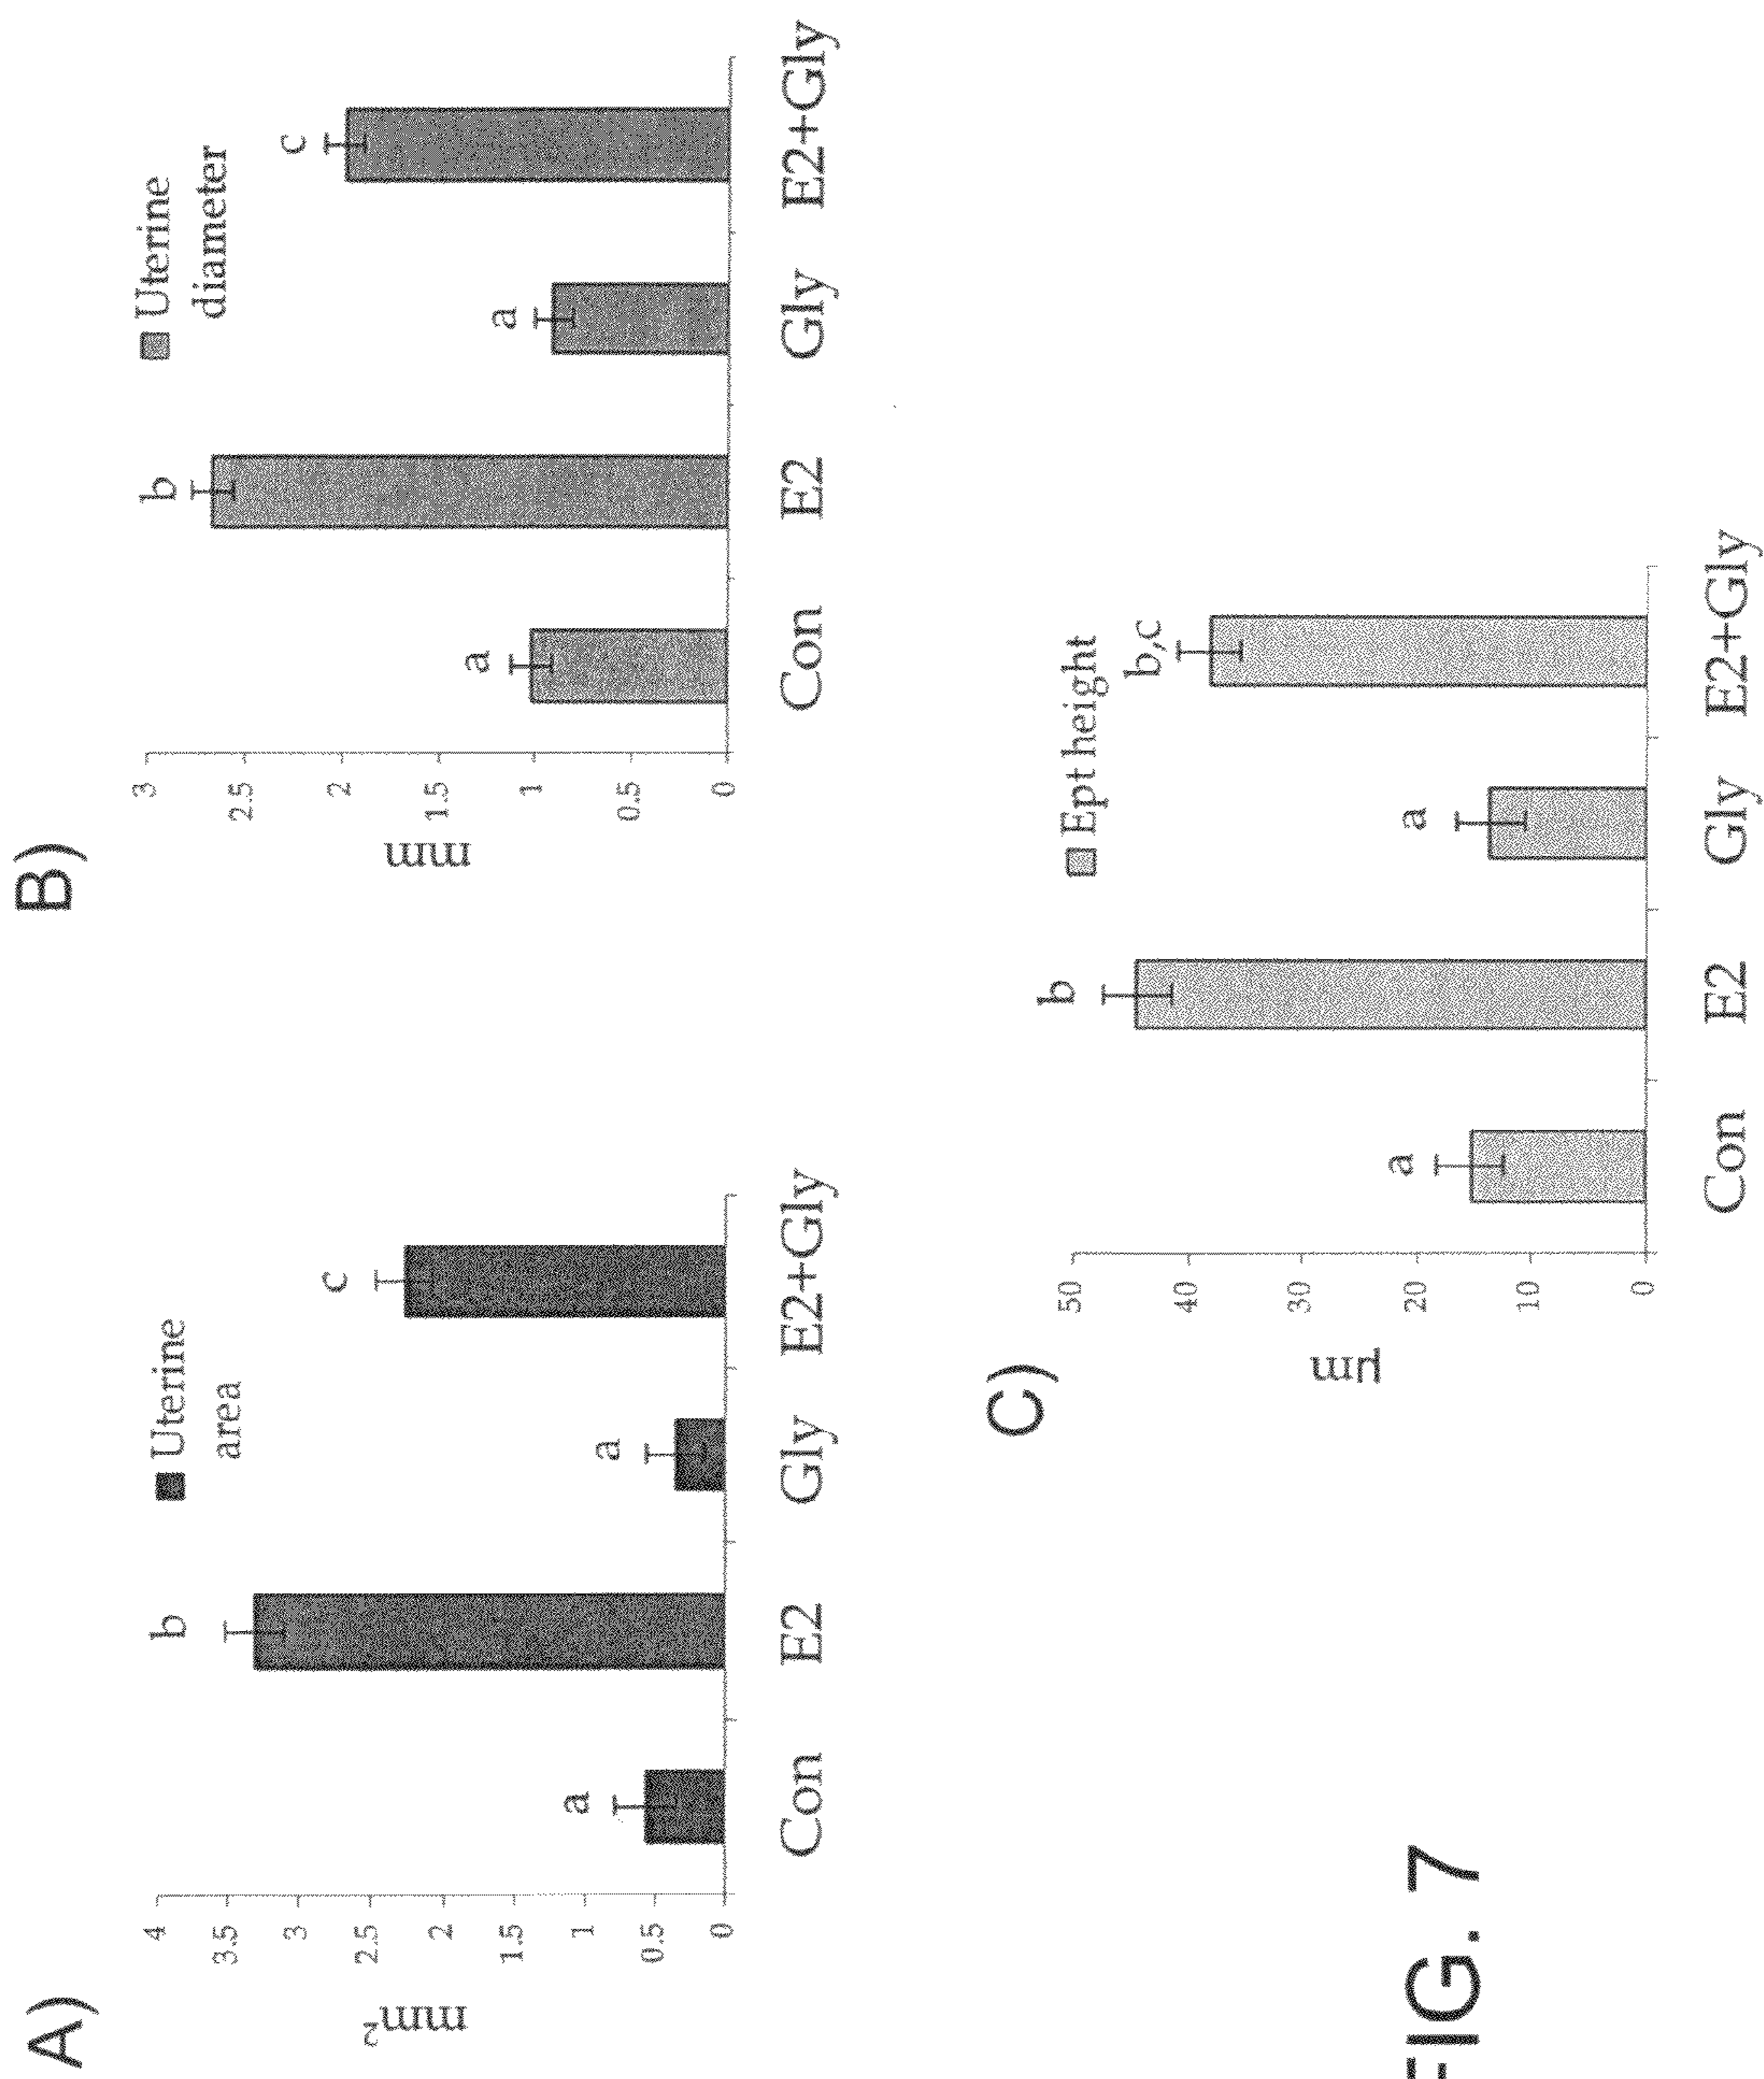 A)
mm²
4
3.5
3
2.5
2
1.5
1
0.5
0
Uterine
area
a
b
a
c
Con E2 Gly E2+Gly
B)
mm
3
2.5
2
1.5
1
0.5
0
Uterine
diameter
a
b
a
c
Con E2 Gly E2+Gly
C)
µm
50
40
30
20
10
0
Ept height
a
b
a
b,c
Con E2 Gly E2+Gly
FIG. 7